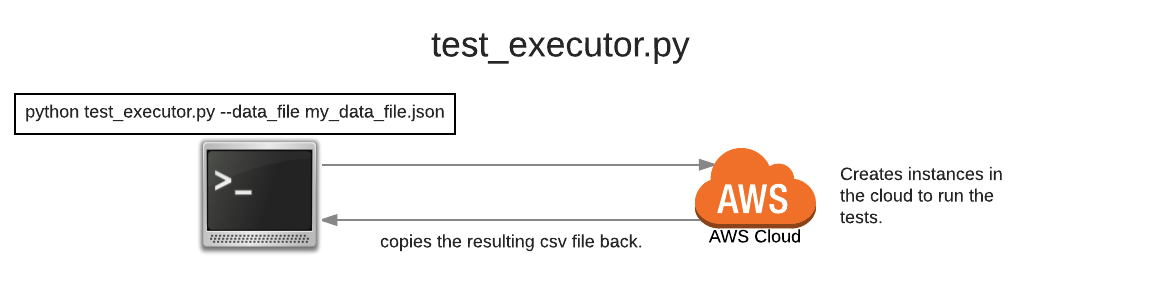 test_executor.py
python test_executor.py --data_file my_data_file.json
>_
AWS
AWS Cloud
Creates instances in
the cloud to run the
tests.
copies the resulting csv file back.